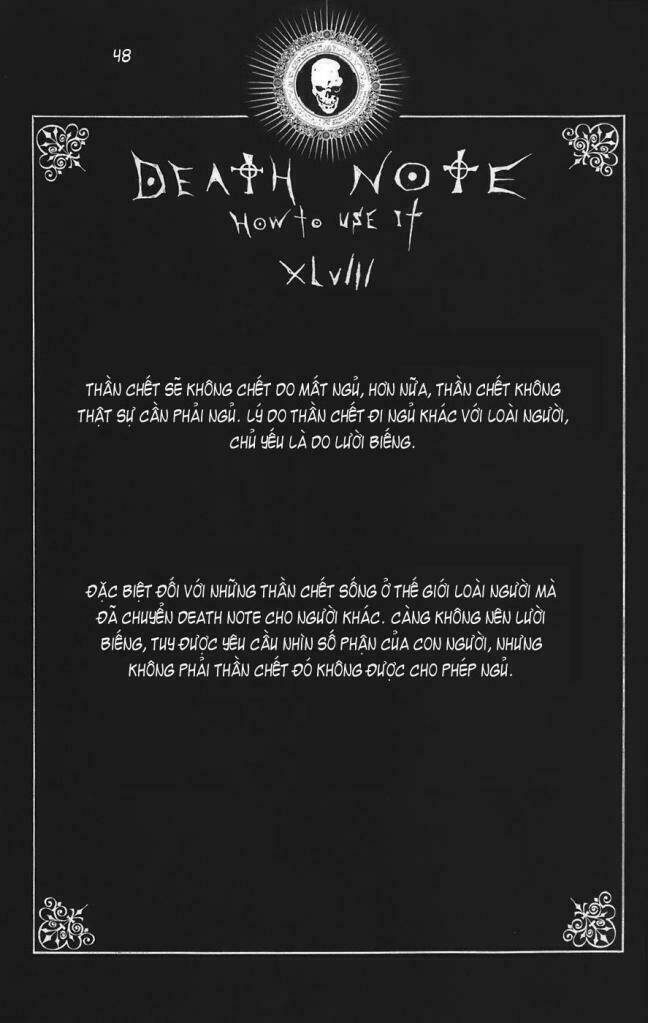 48
DEATH NOTE
HOW TO USE IT
XLVIII
THẦN CHẾT SẼ KHÔNG CHẾT DO MẤT NGỦ, HƠN NỮA, THẦN CHẾT KHÔNG
THẬT SỰ CẦN PHẢI NGỦ. LÝ DO THẦN CHẾT ĐI NGỦ KHÁC VỚI LOÀI NGƯỜI,
CHỦ YẾU LÀ DO LƯỜI BIẾNG.
ĐẶC BIỆT ĐỐI VỚI NHỮNG THẦN CHẾT SỐNG Ở THẾ GIỚI LOÀI NGƯỜI MÀ
ĐÃ CHUYỂN DEATH NOTE CHO NGƯỜI KHÁC. CÀNG KHÔNG NÊN LƯỜI
BIẾNG, TUY ĐƯỢC YÊU CẦU NHÌN SỐ PHẬN CỦA CON NGƯỜI, NHƯNG
KHÔNG PHẢI THẦN CHẾT ĐÓ KHÔNG ĐƯỢC CHO PHÉP NGỦ.